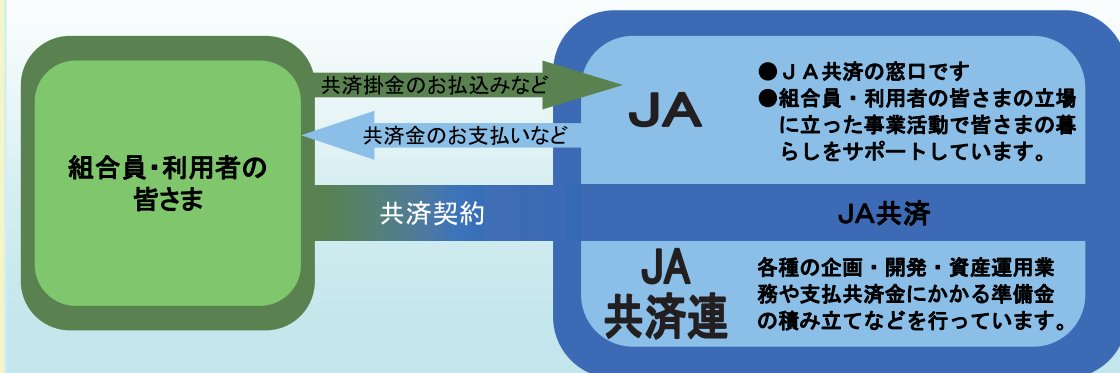 共済掛金のお払込みなど
共済金のお支払いなど
組合員・利用者の
皆さま
共済契約
JA
●ＪＡ共済の窓口です
●組合員・利用者の皆さまの立場
に立った事業活動で皆さまの暮
らしをサポートしています。
JA共済
JA
共済連
各種の企画・開発・資産運用業
務や支払共済金にかかる準備金
の積み立てなどを行っています。